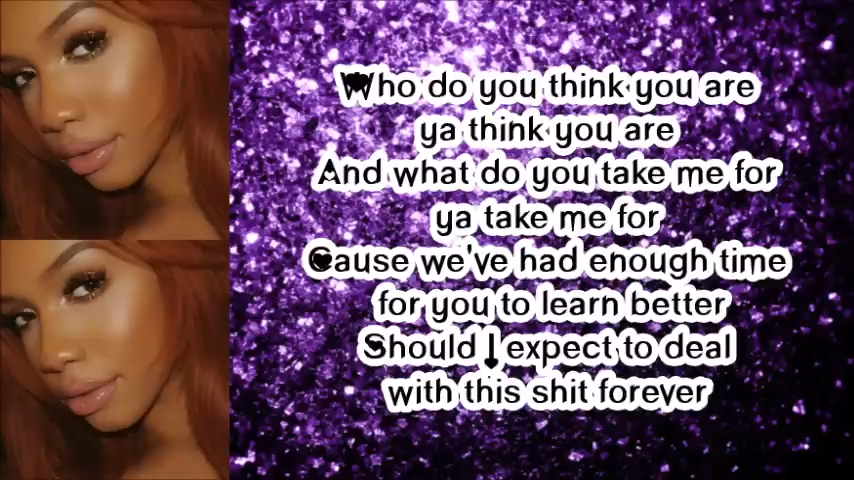 Who do you think you are
ya think you are
And what do you take me for
ya take me for
Cause we've had enough time
for you to learn better
Should I expect to deal
with this shit forever